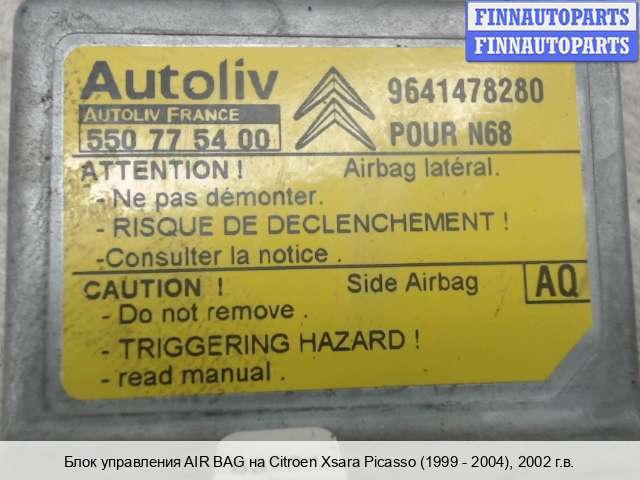 FINNAUTOPARTS
FINNAUTOPARTS
Autoliv
AUTOLIV FRANCE
550 77 54 00
9641478280
POUR N68
ATTENTION ! Airbag latéral.
- Ne pas démonter.
- RISQUE DE DECLENCHEMENT !
-Consulter la notice .
CAUTION ! Side Airbag AQ
- Do not remove .
- TRIGGERING HAZARD !
- read manual .
Блок управления AIR BAG на Citroen Xsara Picasso (1999 - 2004), 2002 г.в.